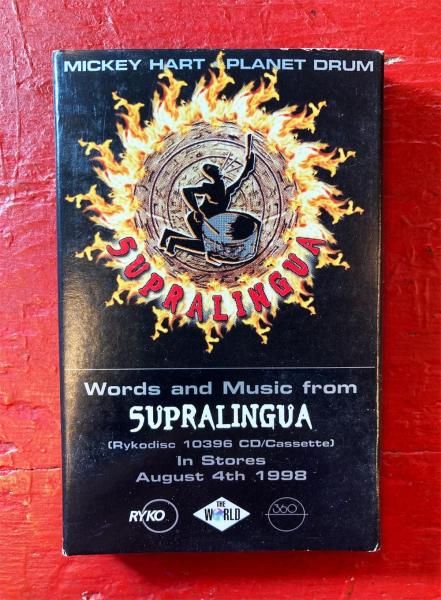 MICKEY HART - PLANET DRUM
SUPRALINGUA
Words and Music from
SUPRALINGUA
(Rykodisc 10396 CD/Cassette)
In Stores
August 4th 1998
RYKO
THE WORLD
360